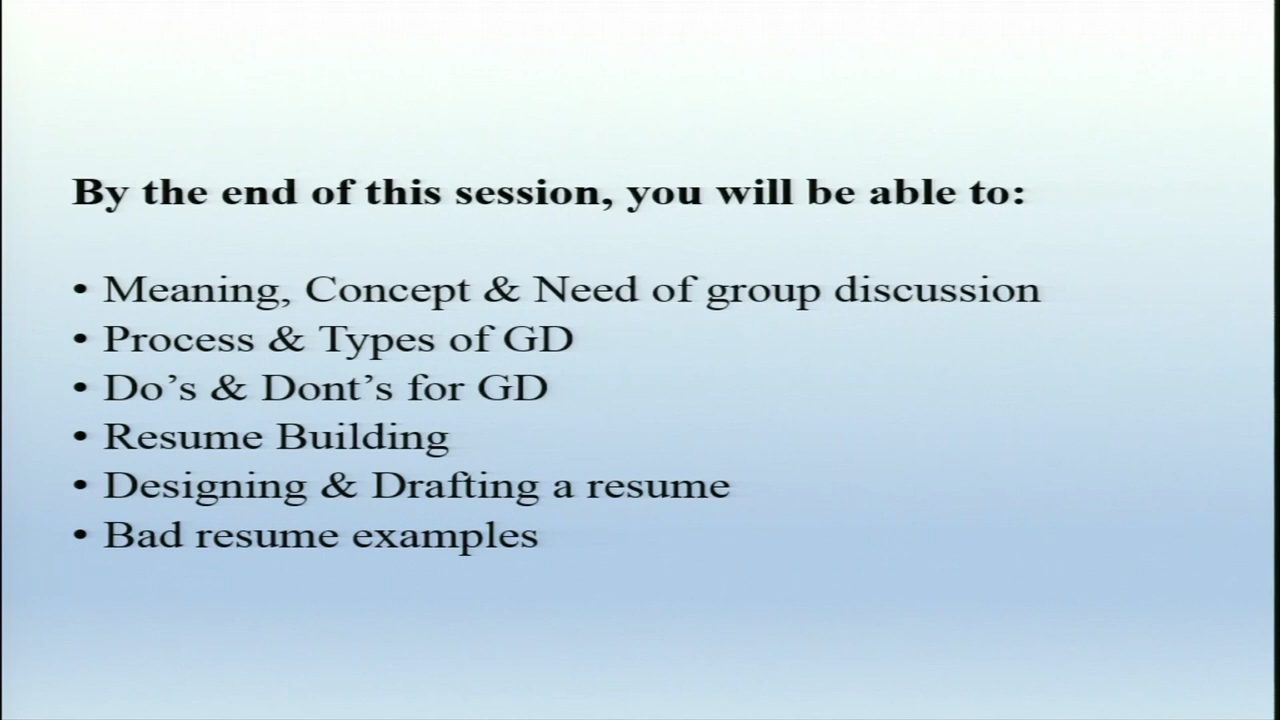 By the end of this session, you will be able to:
• Meaning, Concept & Need of group discussion
• Process & Types of GD
• Do’s & Dont’s for GD
• Resume Building
• Designing & Drafting a resume
• Bad resume examples